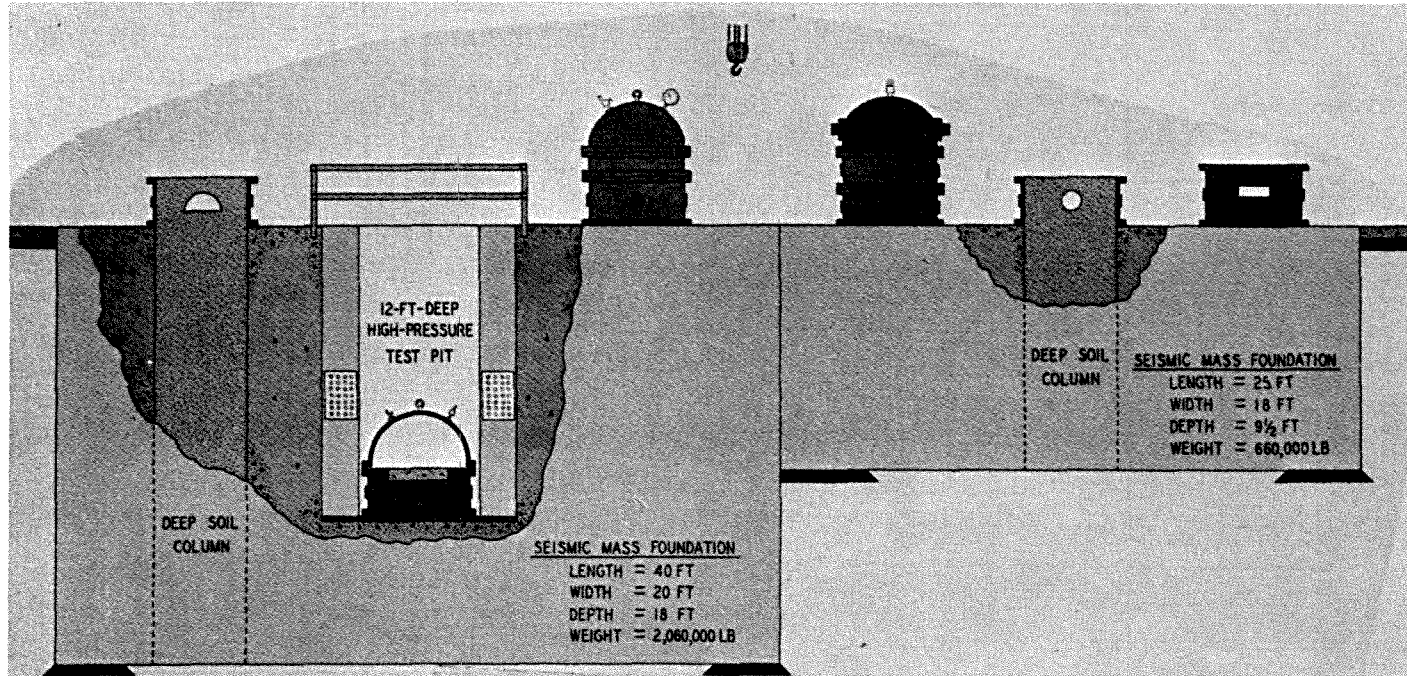 12-FT-DEEP
HIGH-PRESSURE
TEST PIT
DEEP SOIL
COLUMN
SEISMIC MASS FOUNDATION
LENGTH = 40 FT
WIDTH = 20 FT
DEPTH = 18 FT
WEIGHT = 2,060,000 LB
DEEP SOIL
COLUMN
SEISMIC MASS FOUNDATION
LENGTH = 25 FT
WIDTH = 18 FT
DEPTH = 9½ FT
WEIGHT = 660,000 LB